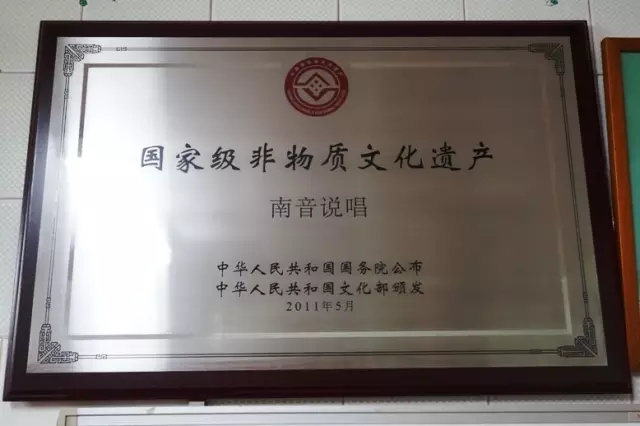 国家级非物质文化遗产
南音说唱
中华人民共和国国务院公布
中华人民共和国文化部颁发
2011年5月